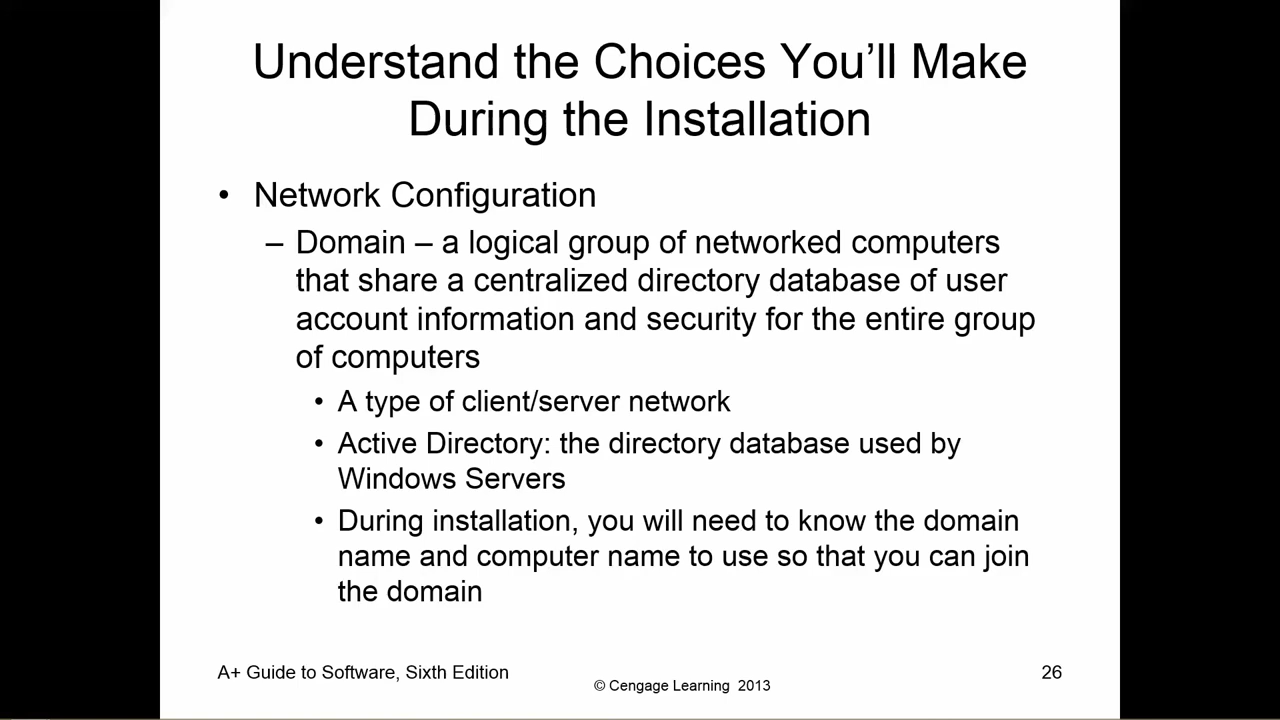 Understand the Choices You’ll Make
During the Installation
• Network Configuration
– Domain – a logical group of networked computers
that share a centralized directory database of user
account information and security for the entire group
of computers
• A type of client/server network
• Active Directory: the directory database used by
Windows Servers
• During installation, you will need to know the domain
name and computer name to use so that you can join
the domain
A+ Guide to Software, Sixth Edition
© Cengage Learning 2013
26